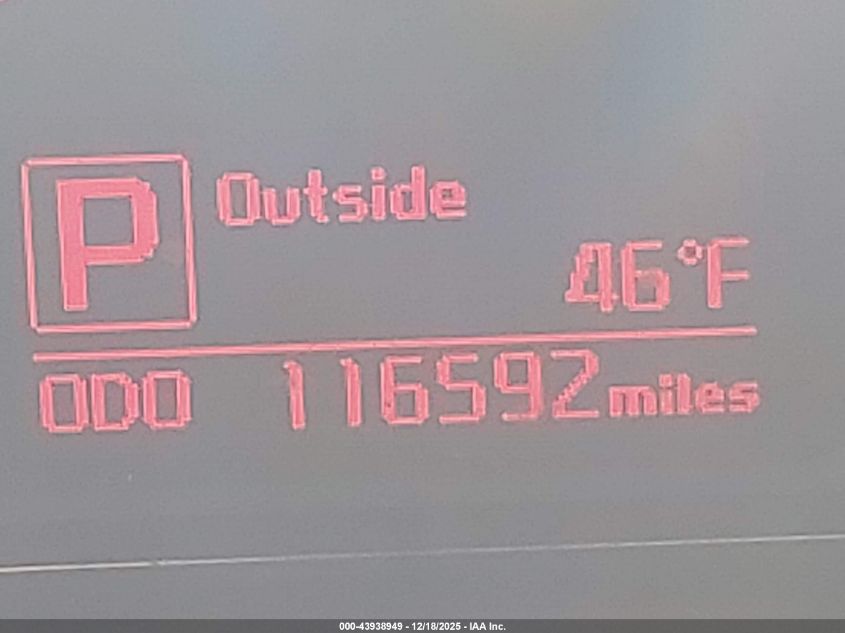 P
Outside
46°F
ODO 116592 miles
000-43938949 - 12/18/2025 - IAA Inc.